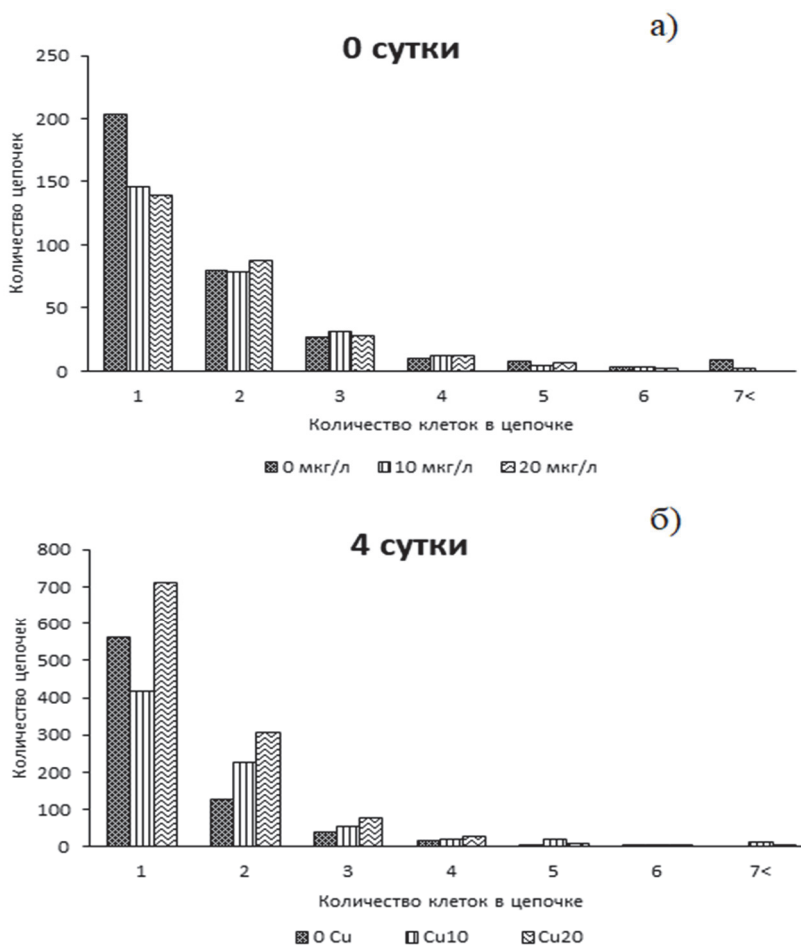 а)
0 сутки
Количество цепочек
250
200
150
100
50
0
1 2 3 4 5 6 7<
Количество клеток в цепочке
0 мкг/л 10 мкг/л 20 мкг/л
б)
4 сутки
Количество цепочек
800
700
600
500
400
300
200
100
0
1 2 3 4 5 6 7<
Количество клеток в цепочке
0 Cu Cu10 Cu20